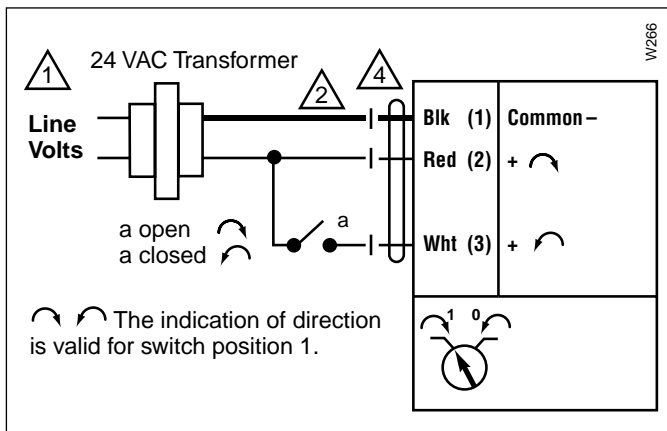 W266
1
24 VAC Transformer
2
4
Line
Volts
Blk (1) Common –
Red (2) +
a open
a closed
a
Wht (3) +
1 0
The indication of direction
is valid for switch position 1.